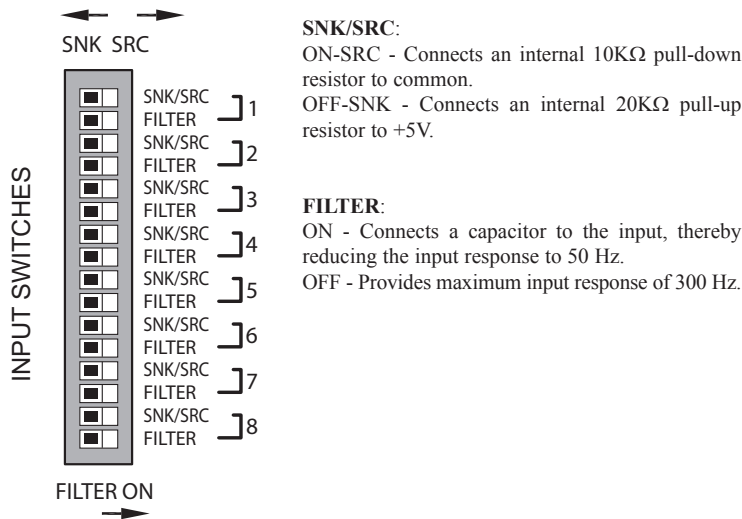 SNK SRC
INPUT SWITCHES
SNK/SRC
FILTER
1
SNK/SRC
FILTER
2
SNK/SRC
FILTER
3
SNK/SRC
FILTER
4
SNK/SRC
FILTER
5
SNK/SRC
FILTER
6
SNK/SRC
FILTER
7
SNK/SRC
FILTER
8
FILTER ON
SNK/SRC:
ON-SRC - Connects an internal 10KΩ pull-down
resistor to common.
OFF-SNK - Connects an internal 20KΩ pull-up
resistor to +5V.
FILTER:
ON - Connects a capacitor to the input, thereby
reducing the input response to 50 Hz.
OFF - Provides maximum input response of 300 Hz.